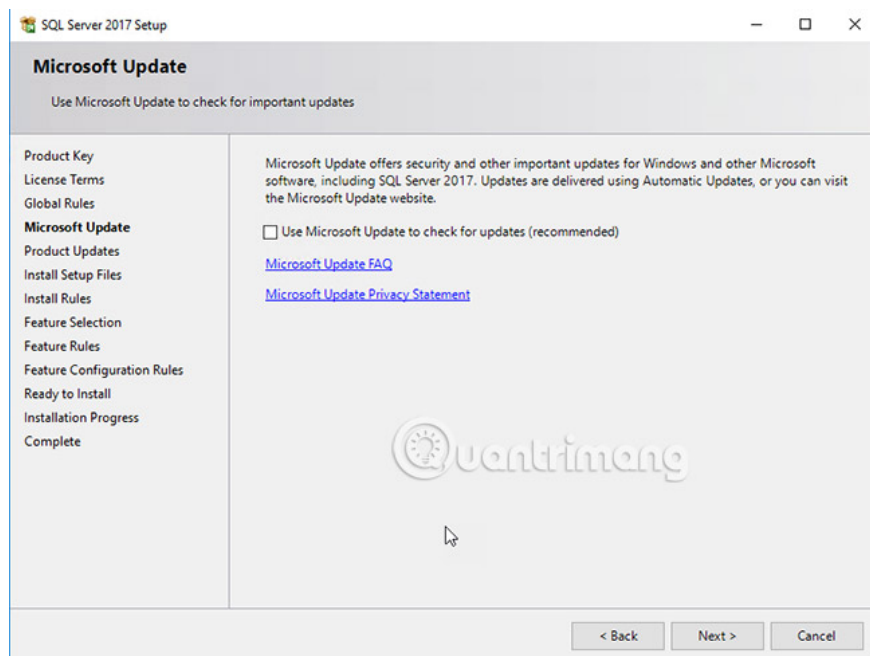 SQL Server 2017 Setup
Microsoft Update
Use Microsoft Update to check for important updates
Product Key
License Terms
Global Rules
Microsoft Update
Product Updates
Install Setup Files
Install Rules
Feature Selection
Feature Rules
Feature Configuration Rules
Ready to Install
Installation Progress
Complete
Microsoft Update offers security and other important updates for Windows and other Microsoft
software, including SQL Server 2017. Updates are delivered using Automatic Updates, or you can visit
the Microsoft Update website.
Use Microsoft Update to check for updates (recommended)
Microsoft Update FAQ
Microsoft Update Privacy Statement
Quantrimang
< Back
Next >
Cancel